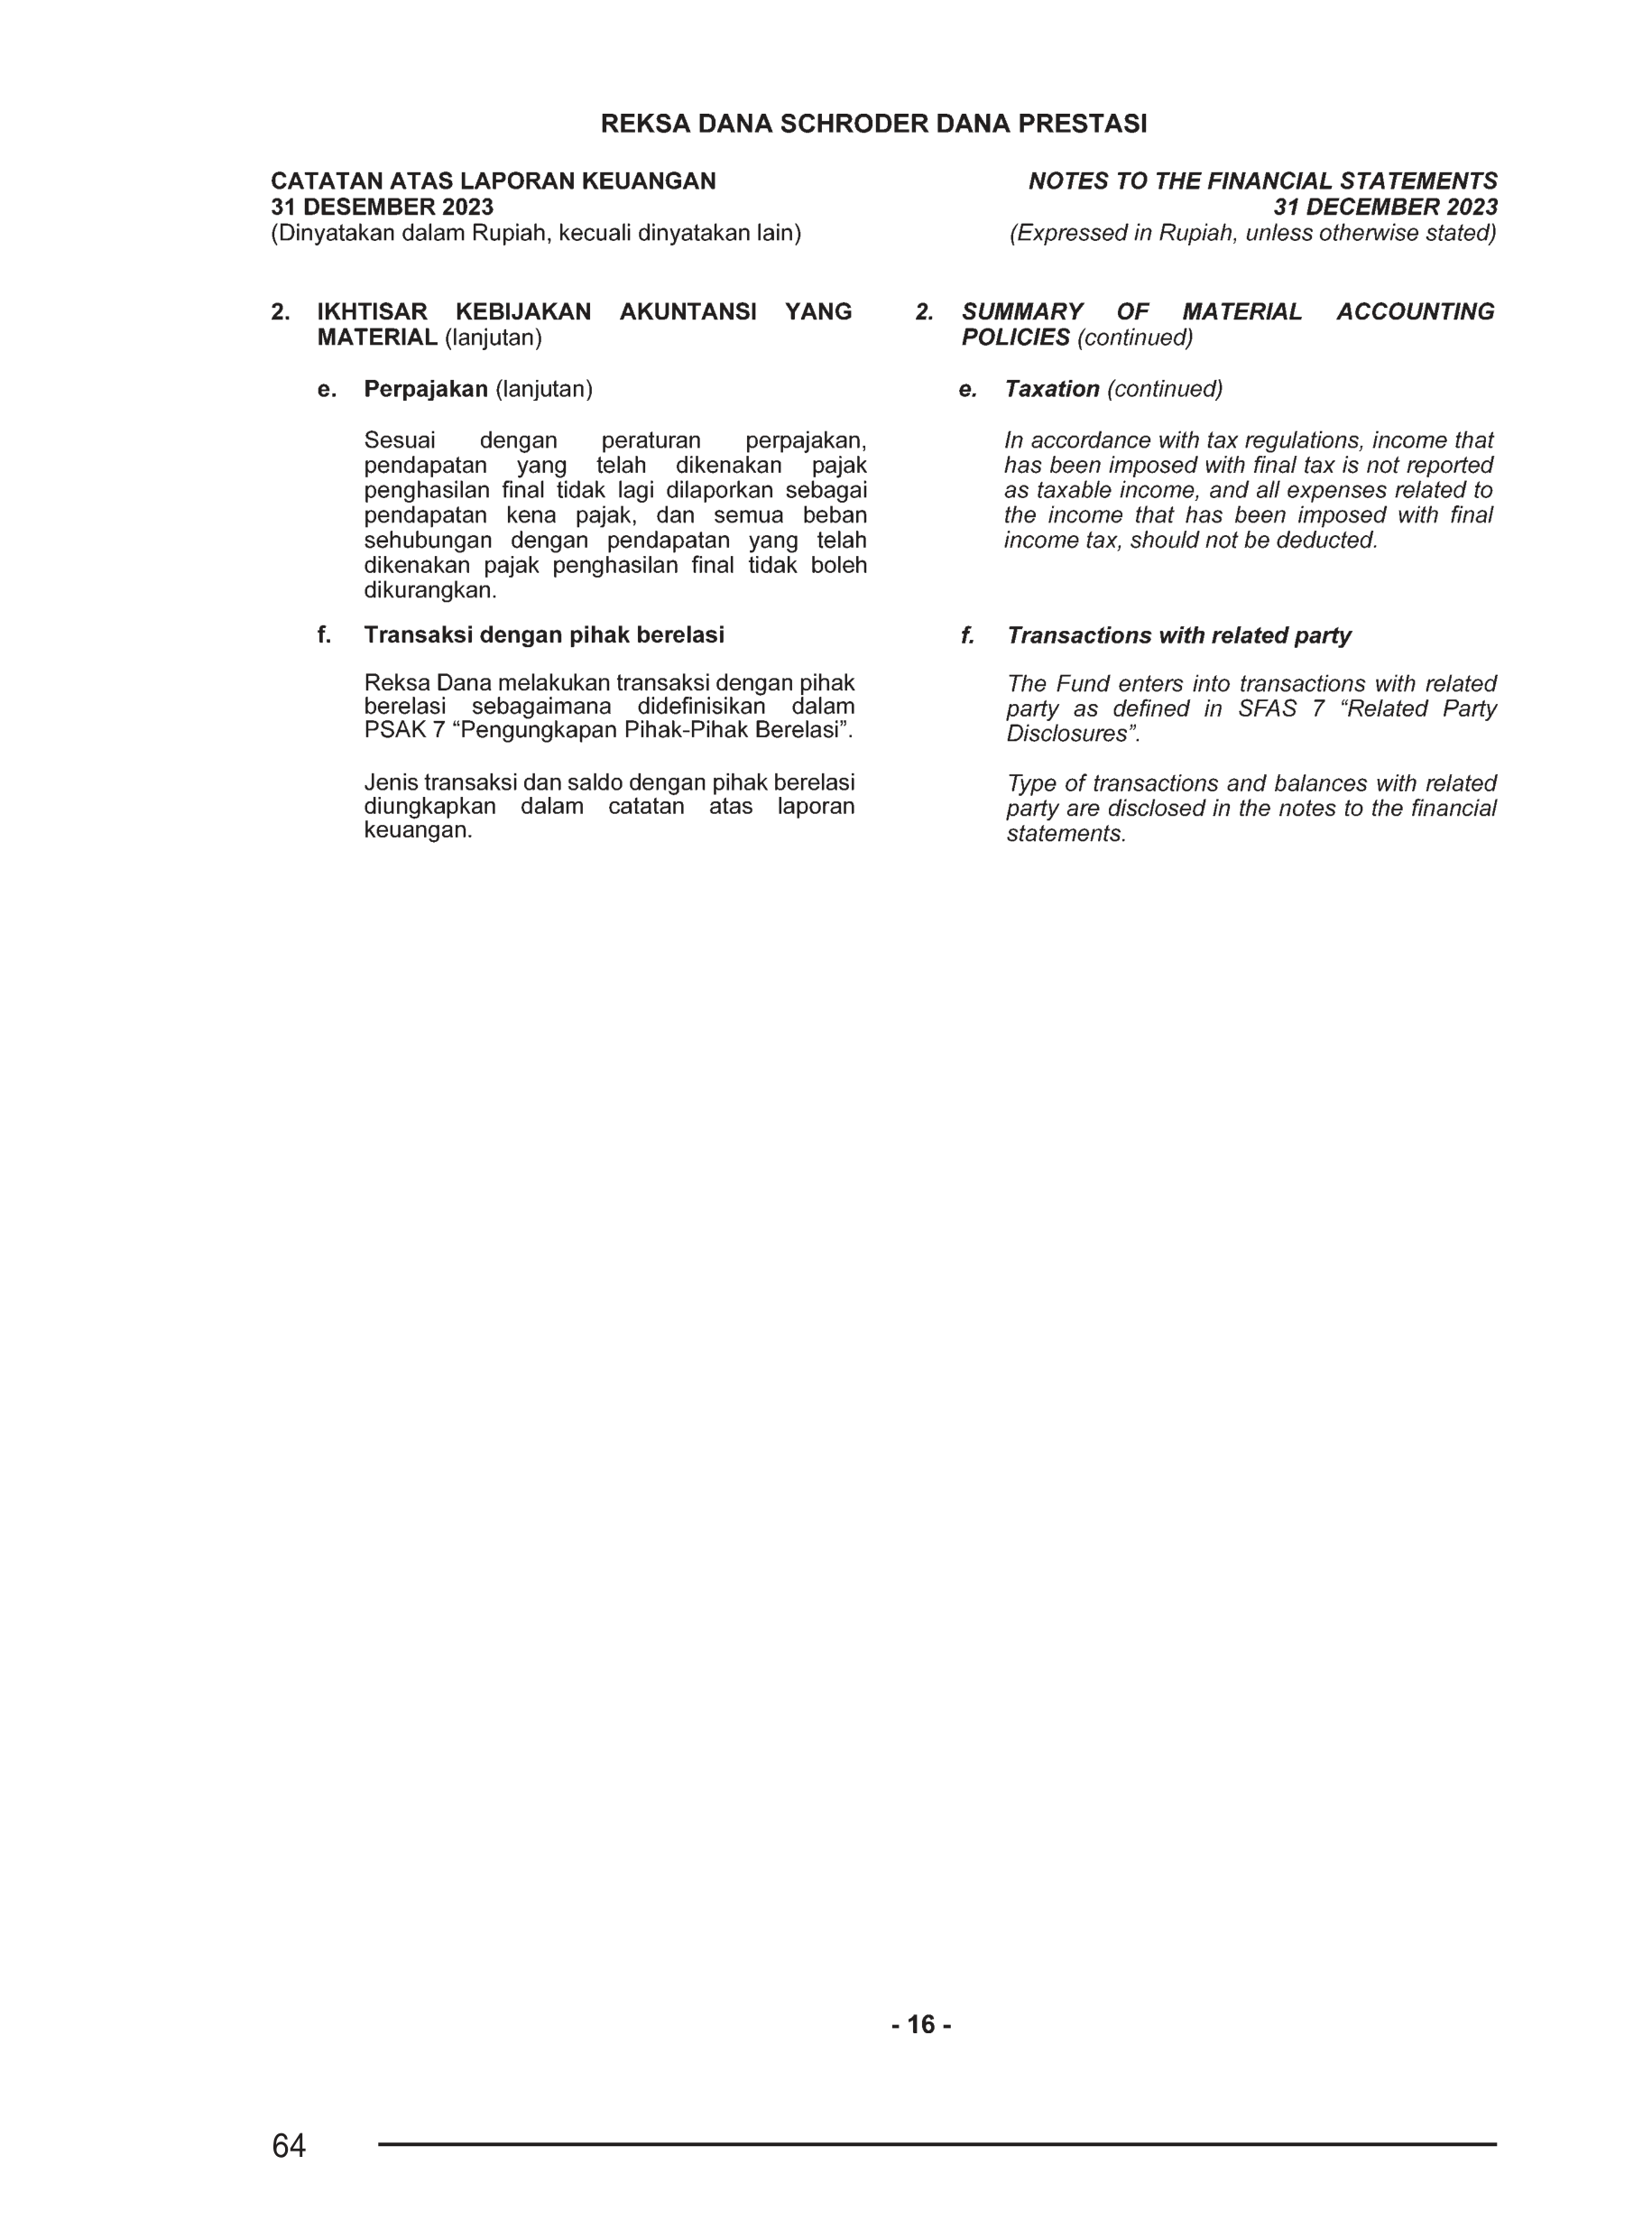 REKSA DANA SCHRODER DANA PRESTASI
CATATAN ATAS LAPORAN KEUANGAN
31 DESEMBER 2023
(Dinyatakan dalam Rupiah, kecuali dinyatakan lain)
NOTES TO THE FINANCIAL STATEMENTS
31 DECEMBER 2023
(Expressed in Rupiah, unless otherwise stated)
2. IKHTISAR KEBIJAKAN AKUNTANSI YANG
MATERIAL (lanjutan)
e. Perpajakan (lanjutan)
Sesuai dengan peraturan perpajakan,
pendapatan yang telah dikenakan pajak
penghasilan final tidak lagi dilaporkan sebagai
pendapatan kena pajak, dan semua beban
sehubungan dengan pendapatan yang telah
dikenakan pajak penghasilan final tidak boleh
dikurangkan.
f. Transaksi dengan pihak berelasi
Reksa Dana melakukan transaksi dengan pihak
berelasi sebagaimana didefinisikan dalam
PSAK 7 “Pengungkapan Pihak-Pihak Berelasi”.
Jenis transaksi dan saldo dengan pihak berelasi
diungkapkan dalam catatan atas laporan
keuangan.
2. SUMMARY OF MATERIAL ACCOUNTING
POLICIES (continued)
e. Taxation (continued)
In accordance with tax regulations, income that
has been imposed with final tax is not reported
as taxable income, and all expenses related to
the income that has been imposed with final
income tax, should not be deducted.
f. Transactions with related party
The Fund enters into transactions with related
party as defined in SFAS 7 “Related Party
Disclosures”.
Type of transactions and balances with related
party are disclosed in the notes to the financial
statements.
- 16 -
64